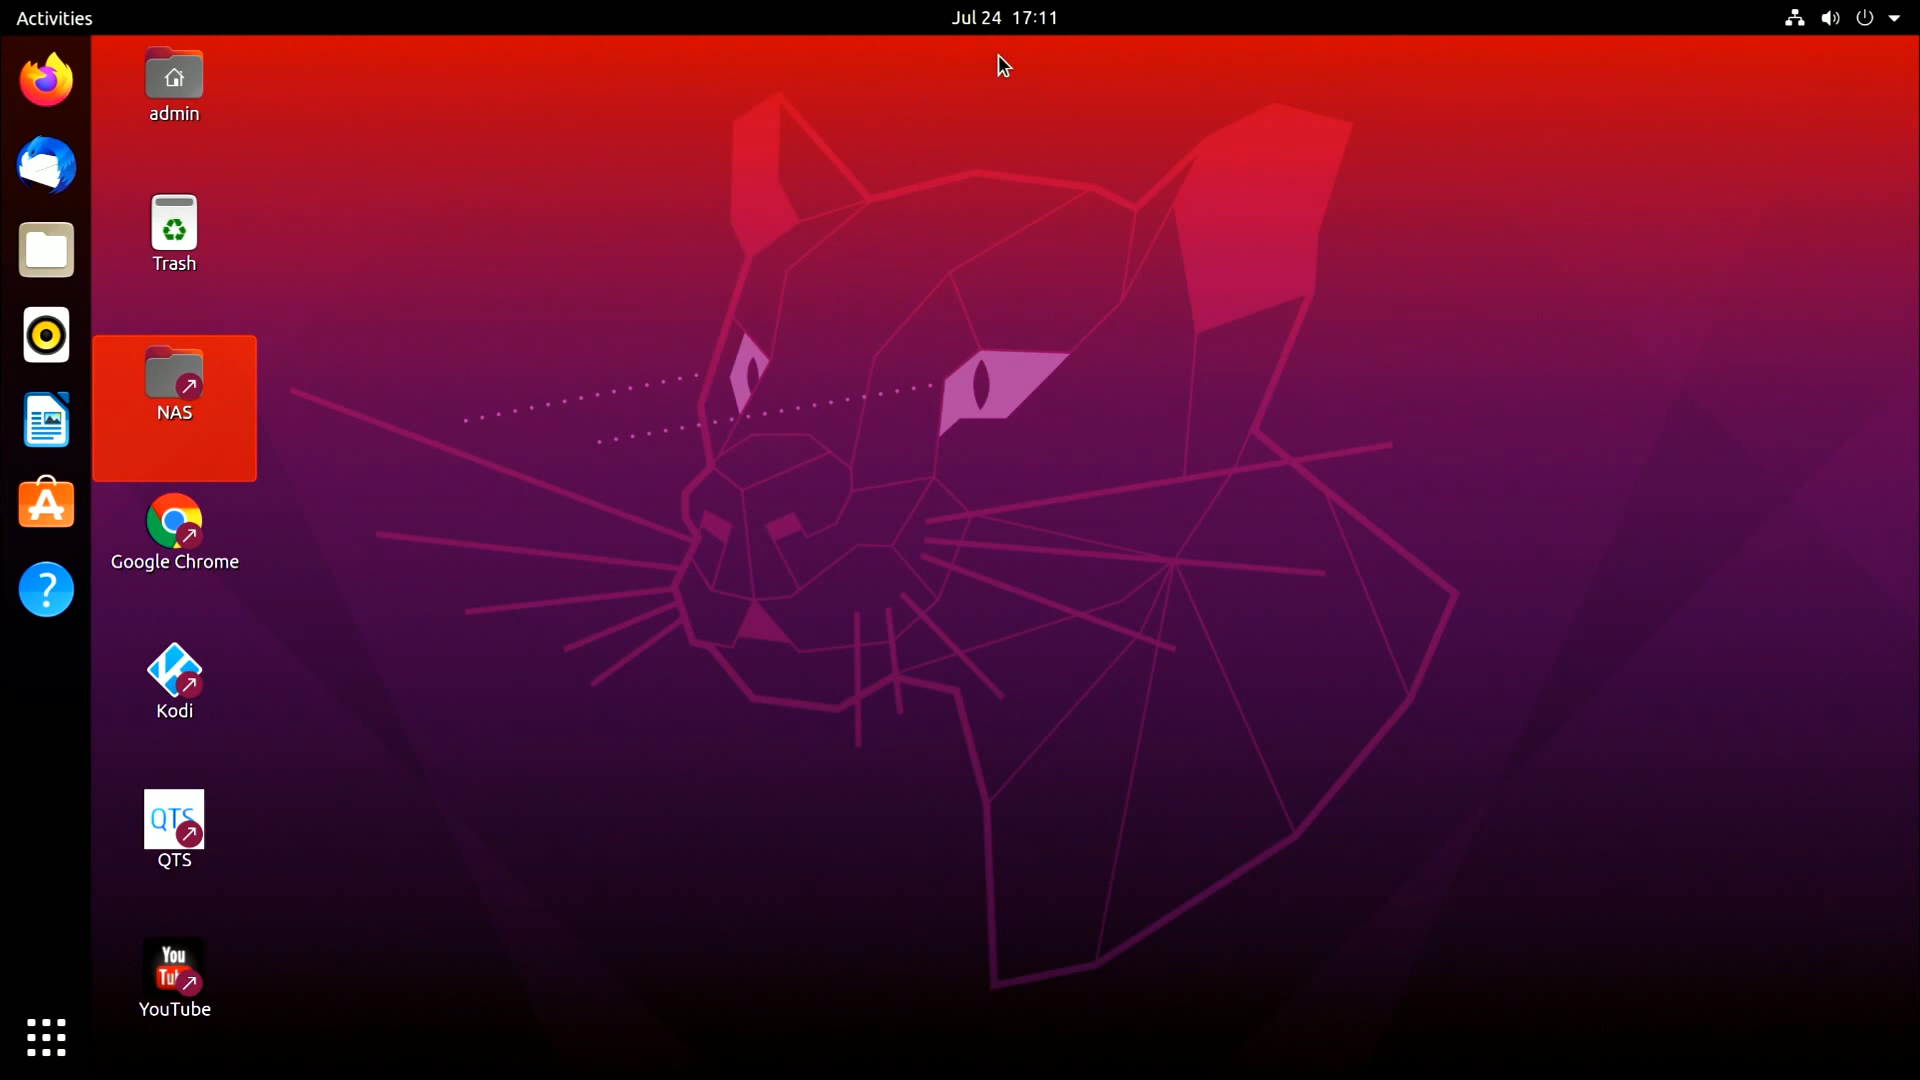 Activities
Jul 24 17:11
admin
Trash
NAS
Google Chrome
Kodi
QTS
QTS
You
YouTube